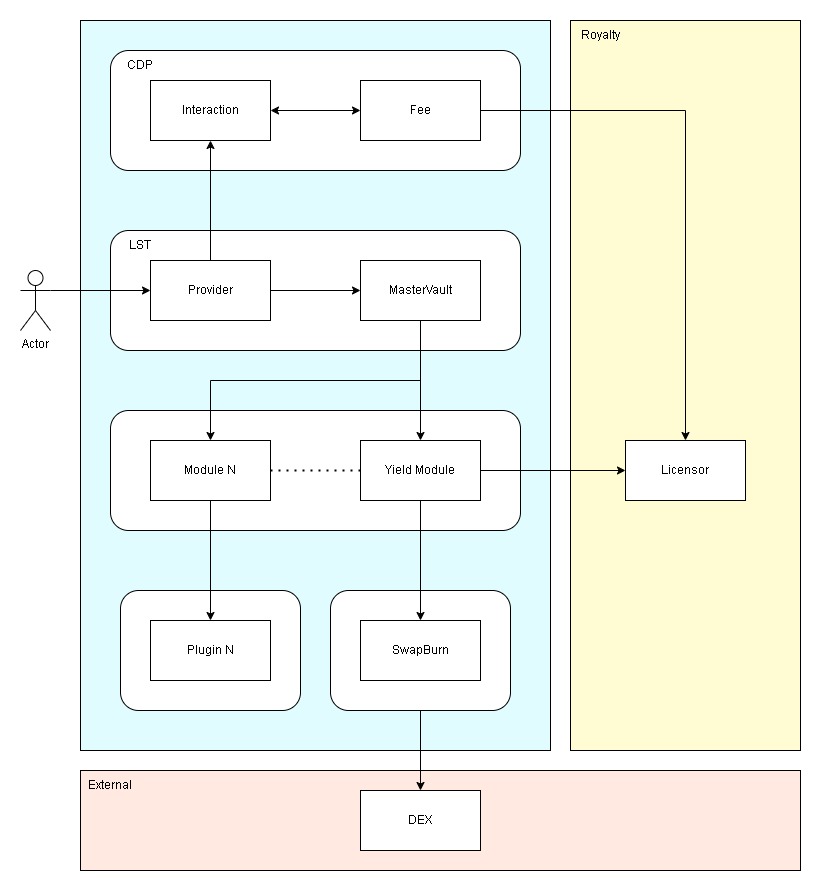 Royalty
CDP
Interaction
Fee
LST
Provider
MasterVault
Actor
Module N
Yield Module
Licensor
Plugin N
SwapBurn
External
DEX